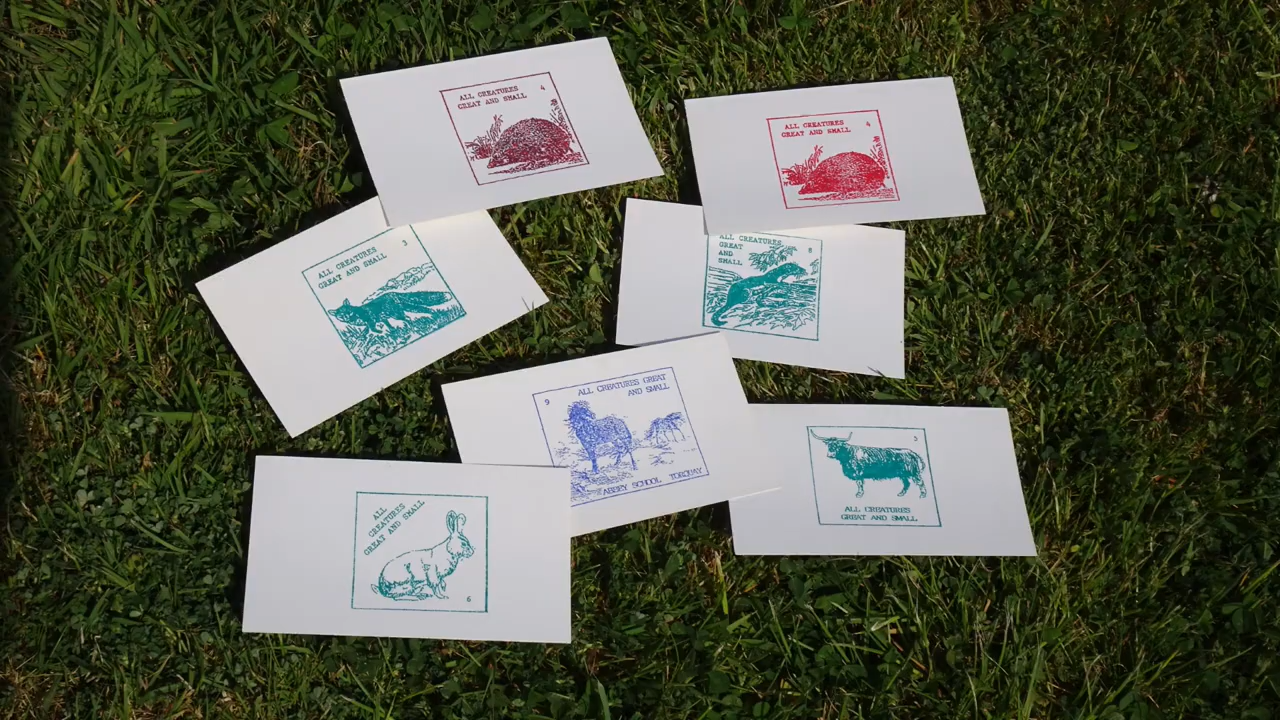 ALL CREATURES
GREAT AND SMALL
4
ALL CREATURES
GREAT AND SMALL
4
ALL CREATURES
GREAT AND SMALL
3
ALL CREATURES
GREAT
AND
SMALL
8
9
ALL CREATURES GREAT
AND SMALL
ABBEY SCHOOL TORQUAY
ALL
CREATURES
GREAT AND SMALL
6
ALL CREATURES
GREAT AND SMALL